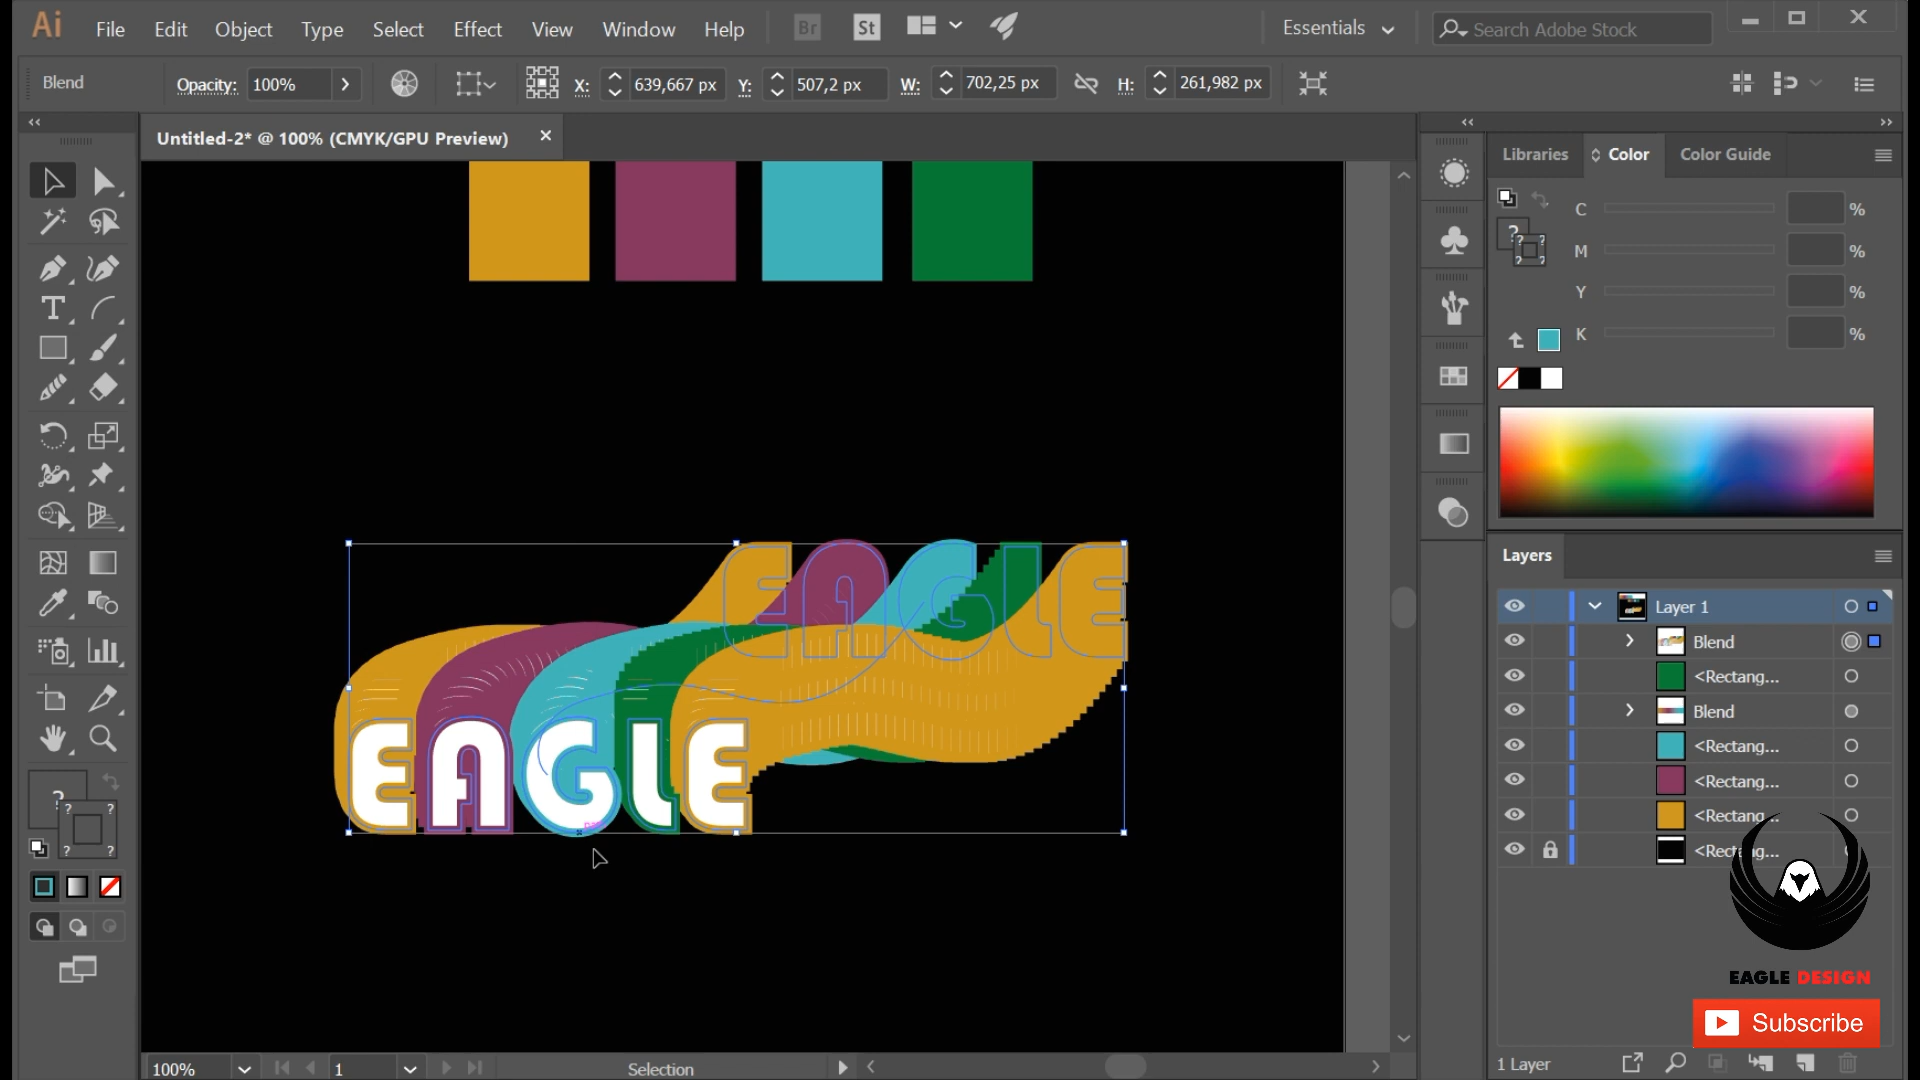 Ai File Edit Object Type Select Effect View Window Help Br St Essentials Search Adobe Stock
Blend Opacity: 100% X: 639,667 px Y: 507,2 px W: 702,25 px H: 261,982 px
Untitled-2* @ 100% (CMYK/GPU Preview)
Libraries Color Color Guide
C %
M %
Y %
K %
? ? ? ?
EAGLE
EAGLE
Layers
Layer 1
Blend
<Rectang...
Blend
<Rectang...
<Rectang...
<Rectang...
<Rectang...
? ? ? ? ?
EAGLE DESIGN
Subscribe
1 Layer
100% 1 Selection